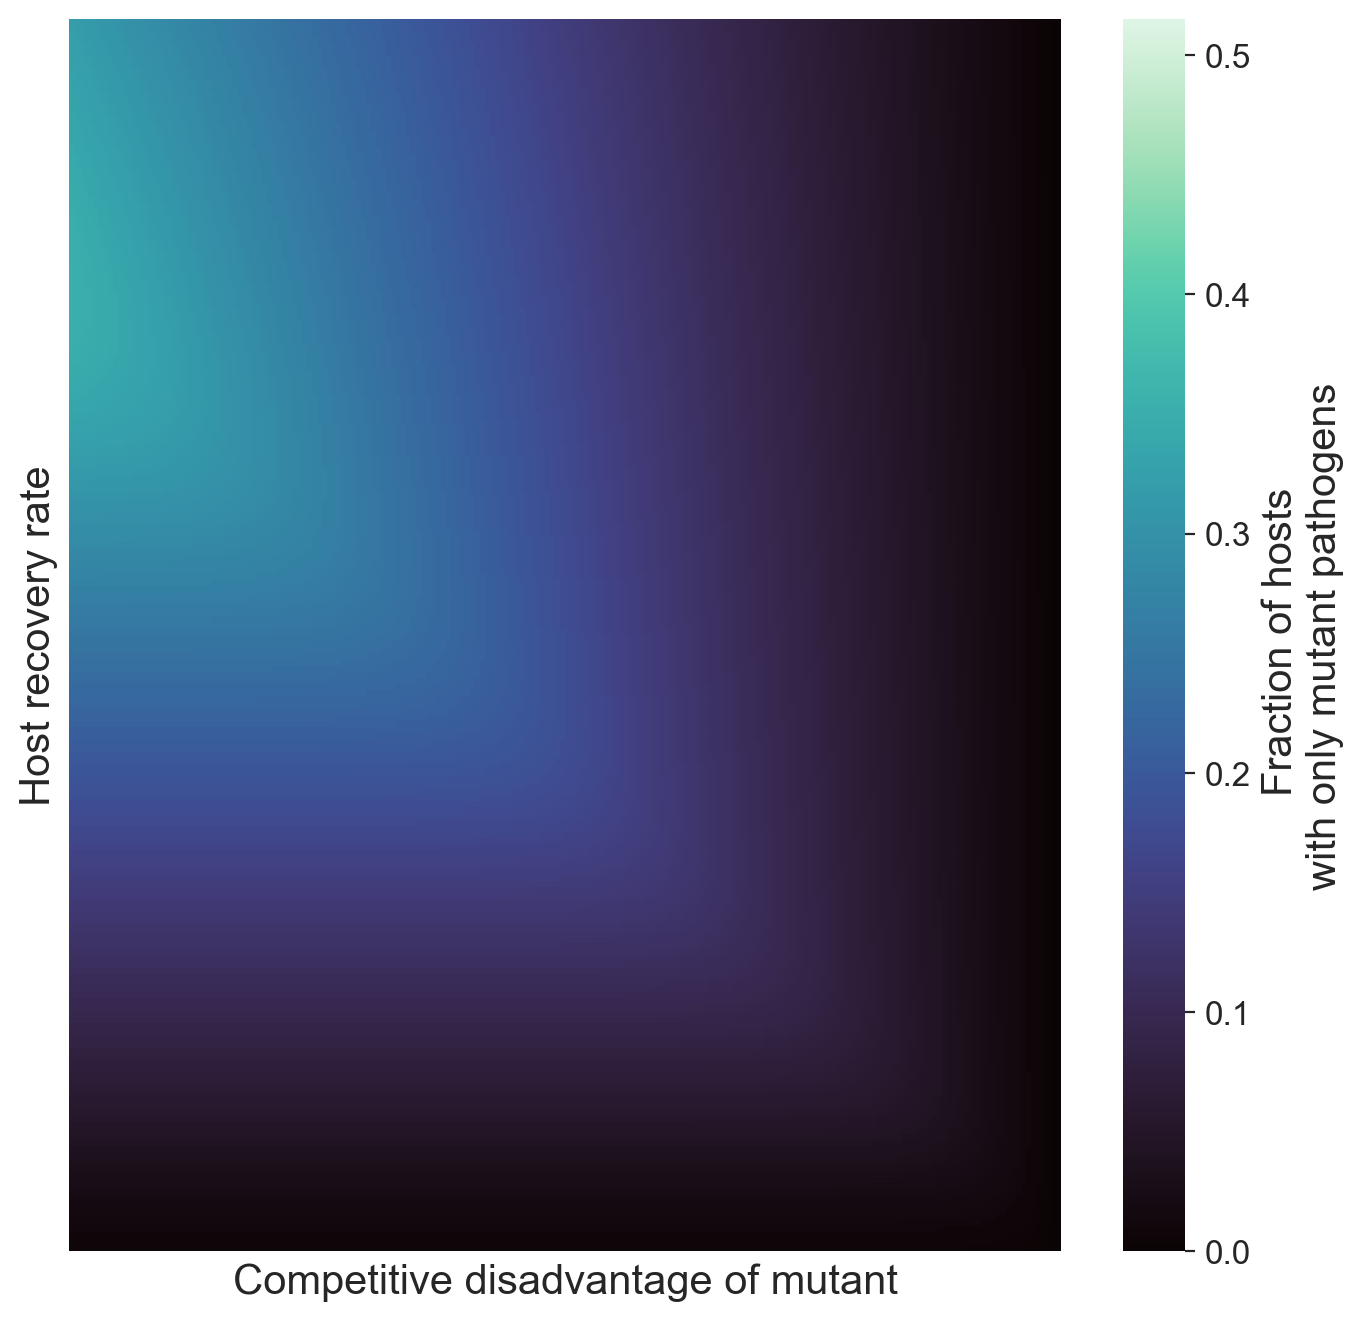 Host recovery rate
Competitive disadvantage of mutant
0.5
0.4
0.3
0.2
0.1
0.0
Fraction of hosts
with only mutant pathogens